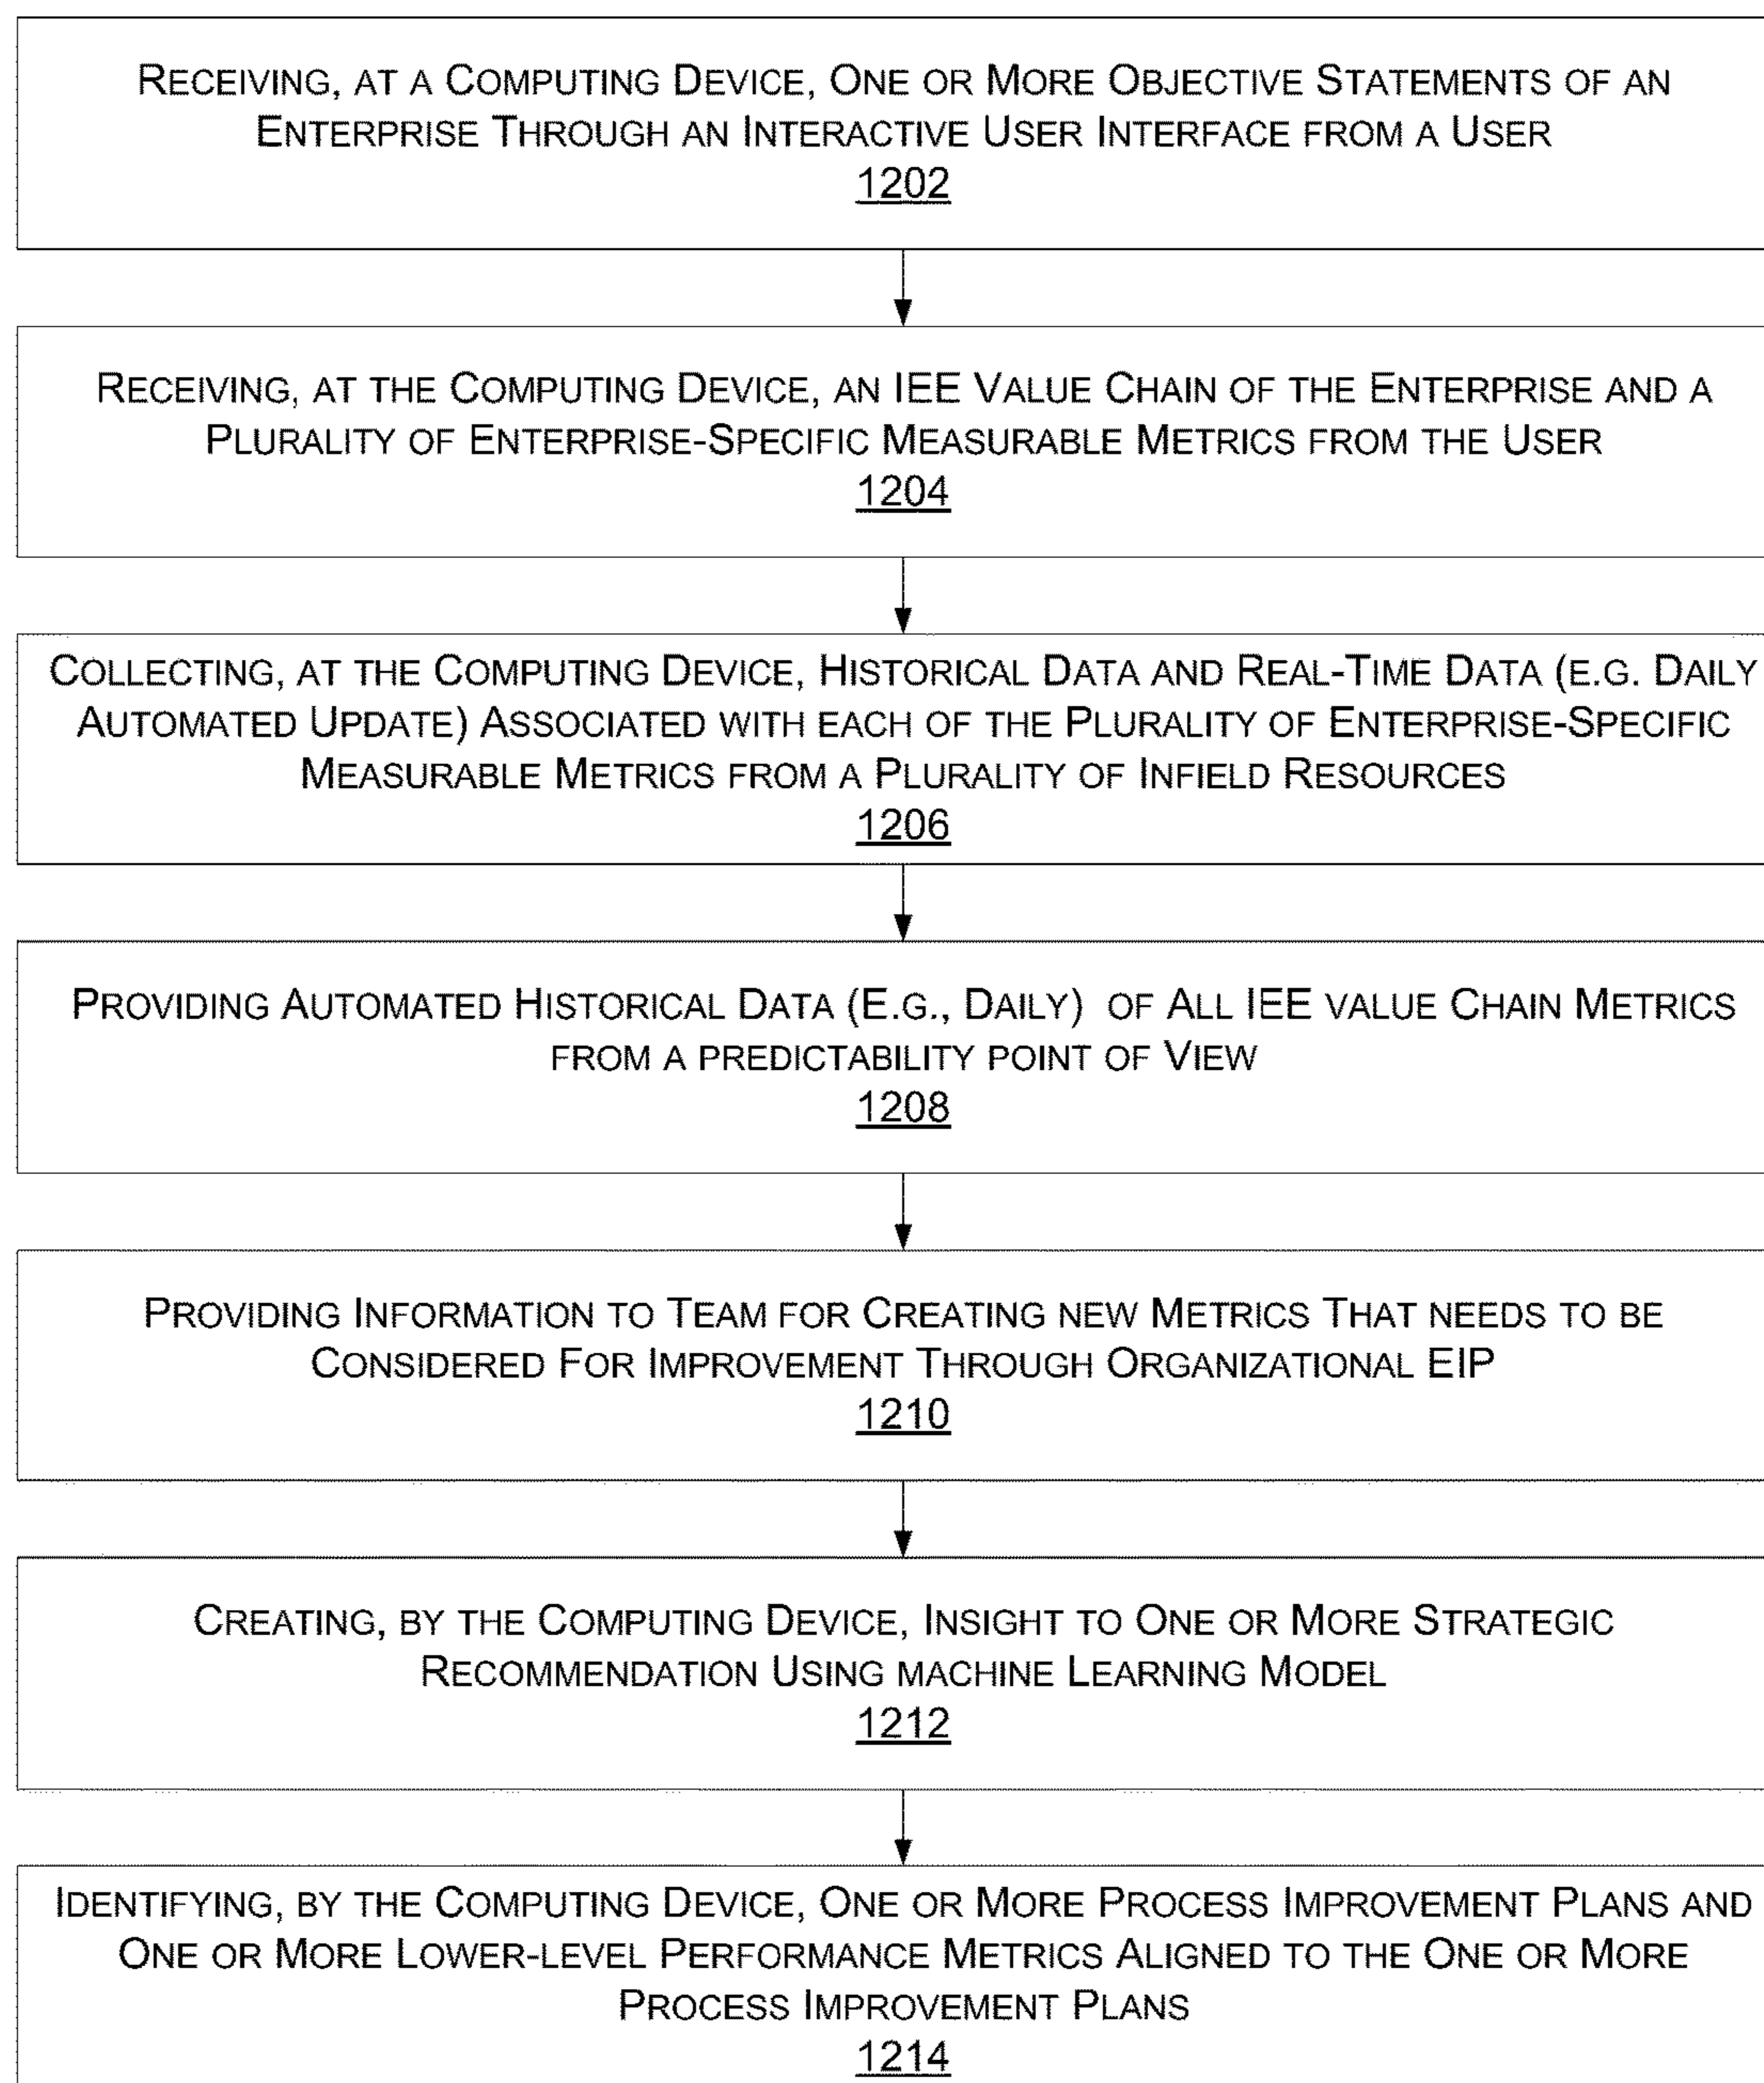 RECEIVING, AT A COMPUTING DEVICE, ONE OR MORE OBJECTIVE STATEMENTS OF AN
ENTERPRISE THROUGH AN INTERACTIVE USER INTERFACE FROM A USER
1202
RECEIVING, AT THE COMPUTING DEVICE, AN IEE VALUE CHAIN OF THE ENTERPRISE AND A
PLURALITY OF ENTERPRISE-SPECIFIC MEASURABLE METRICS FROM THE USER
1204
COLLECTING, AT THE COMPUTING DEVICE, HISTORICAL DATA AND REAL-TIME DATA (E.G. DAILY
AUTOMATED UPDATE) ASSOCIATED WITH EACH OF THE PLURALITY OF ENTERPRISE-SPECIFIC
MEASURABLE METRICS FROM A PLURALITY OF INFIELD RESOURCES
1206
PROVIDING AUTOMATED HISTORICAL DATA (E.G., DAILY) OF ALL IEE VALUE CHAIN METRICS
FROM A PREDICTABILITY POINT OF VIEW
1208
PROVIDING INFORMATION TO TEAM FOR CREATING NEW METRICS THAT NEEDS TO BE
CONSIDERED FOR IMPROVEMENT THROUGH ORGANIZATIONAL EIP
1210
CREATING, BY THE COMPUTING DEVICE, INSIGHT TO ONE OR MORE STRATEGIC
RECOMMENDATION USING MACHINE LEARNING MODEL
1212
IDENTIFYING, BY THE COMPUTING DEVICE, ONE OR MORE PROCESS IMPROVEMENT PLANS AND
ONE OR MORE LOWER-LEVEL PERFORMANCE METRICS ALIGNED TO THE ONE OR MORE
PROCESS IMPROVEMENT PLANS
1214